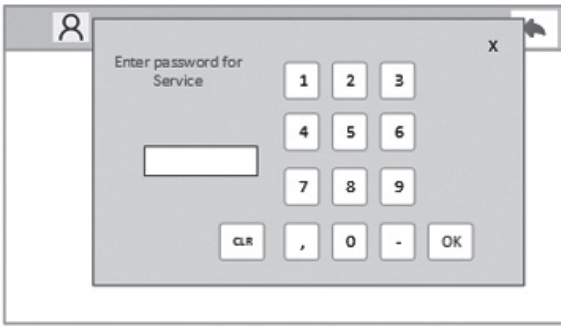 X
Enter password for
Service
1 2 3
4 5 6
7 8 9
CLR , 0 - OK